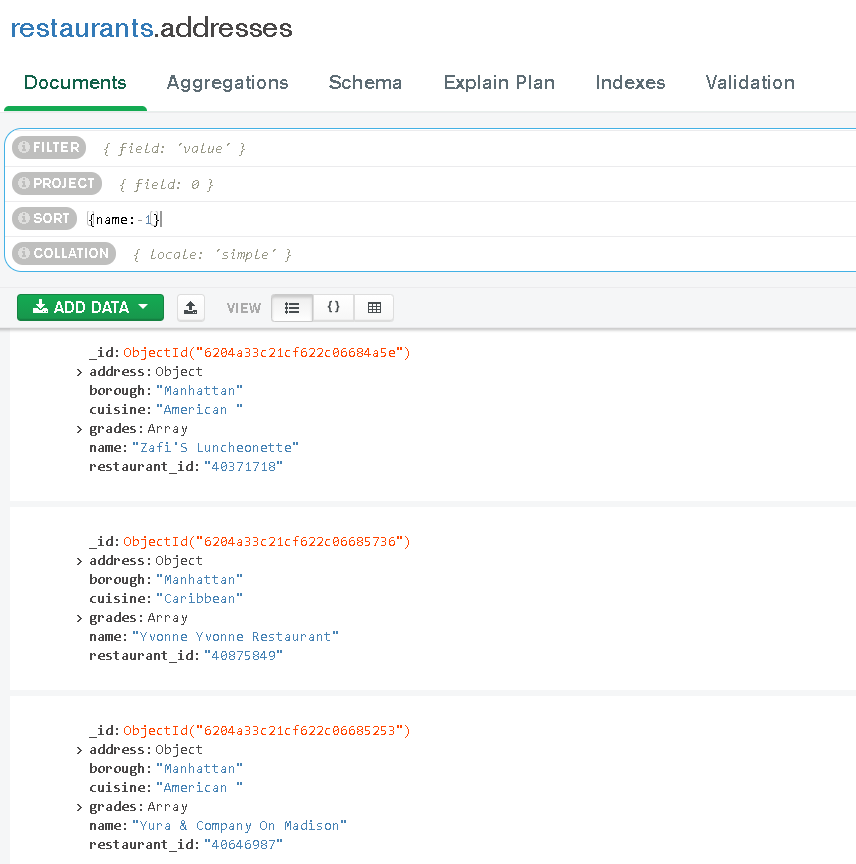 restaurants.addresses
Documents Aggregations Schema Explain Plan Indexes Validation
FILTER { field: 'value' }
PROJECT { field: 0 }
SORT {name:-1}
COLLATION { locale: 'simple' }
ADD DATA VIEW {}
_id:ObjectId("6204a33c21cf622c06684a5e")
> address:Object
borough:"Manhattan"
cuisine:"American "
> grades:Array
name:"Zafi'S Luncheonette"
restaurant_id:"40371718"
_id:ObjectId("6204a33c21cf622c06685736")
> address:Object
borough:"Manhattan"
cuisine:"Caribbean"
> grades:Array
name:"Yvonne Yvonne Restaurant"
restaurant_id:"40875849"
_id:ObjectId("6204a33c21cf622c06685253")
> address:Object
borough:"Manhattan"
cuisine:"American "
> grades:Array
name:"Yura & Company On Madison"
restaurant_id:"40646987"